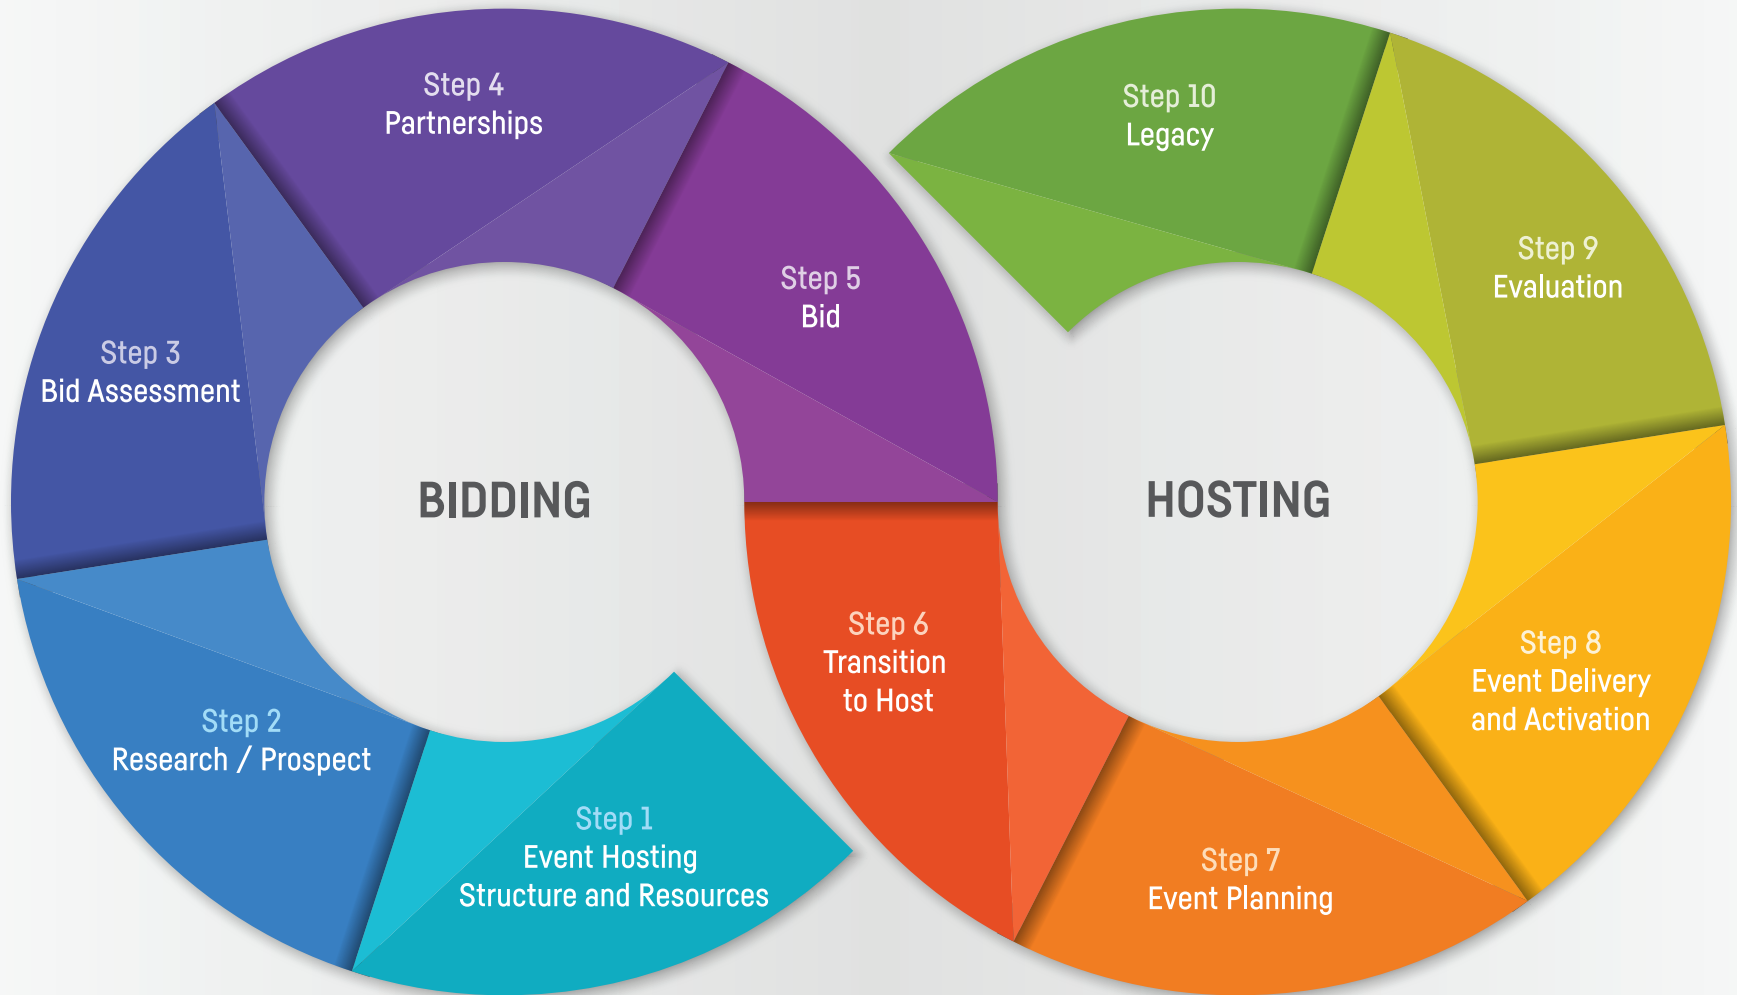 Step 1
Event Hosting
Structure and Resources
Step 2
Research / Prospect
Step 3
Bid Assessment
Step 4
Partnerships
Step 5
Bid
BIDDING
Step 6
Transition
to Host
Step 7
Event Planning
Step 8
Event Delivery
and Activation
Step 9
Evaluation
Step 10
Legacy
HOSTING